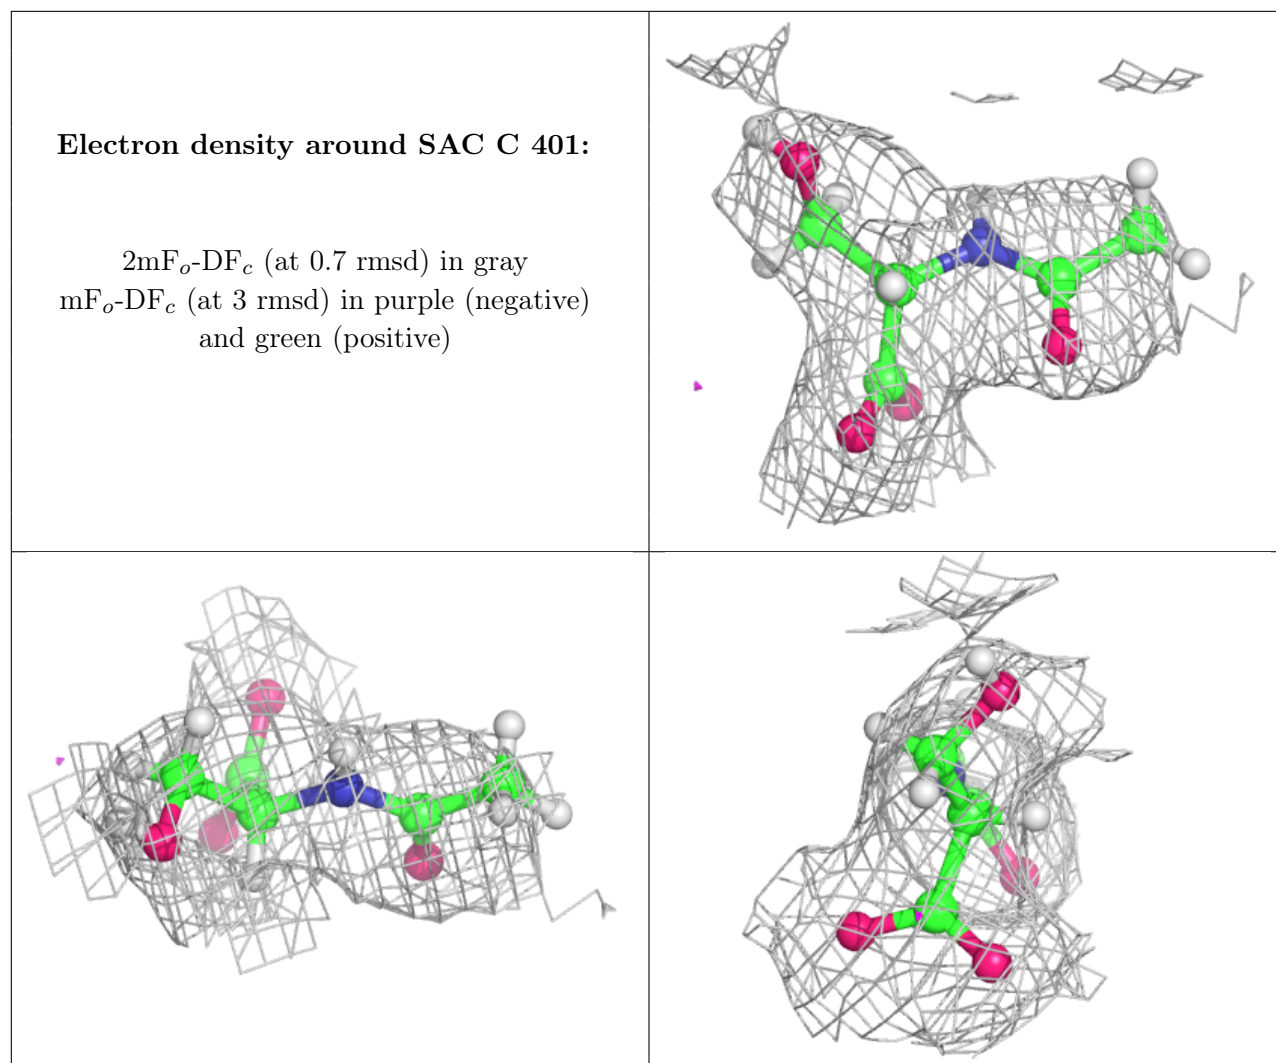 Electron density around SAC C 401:
2mFo-DFc (at 0.7 rmsd) in gray
mFo-DFc (at 3 rmsd) in purple (negative)
and green (positive)